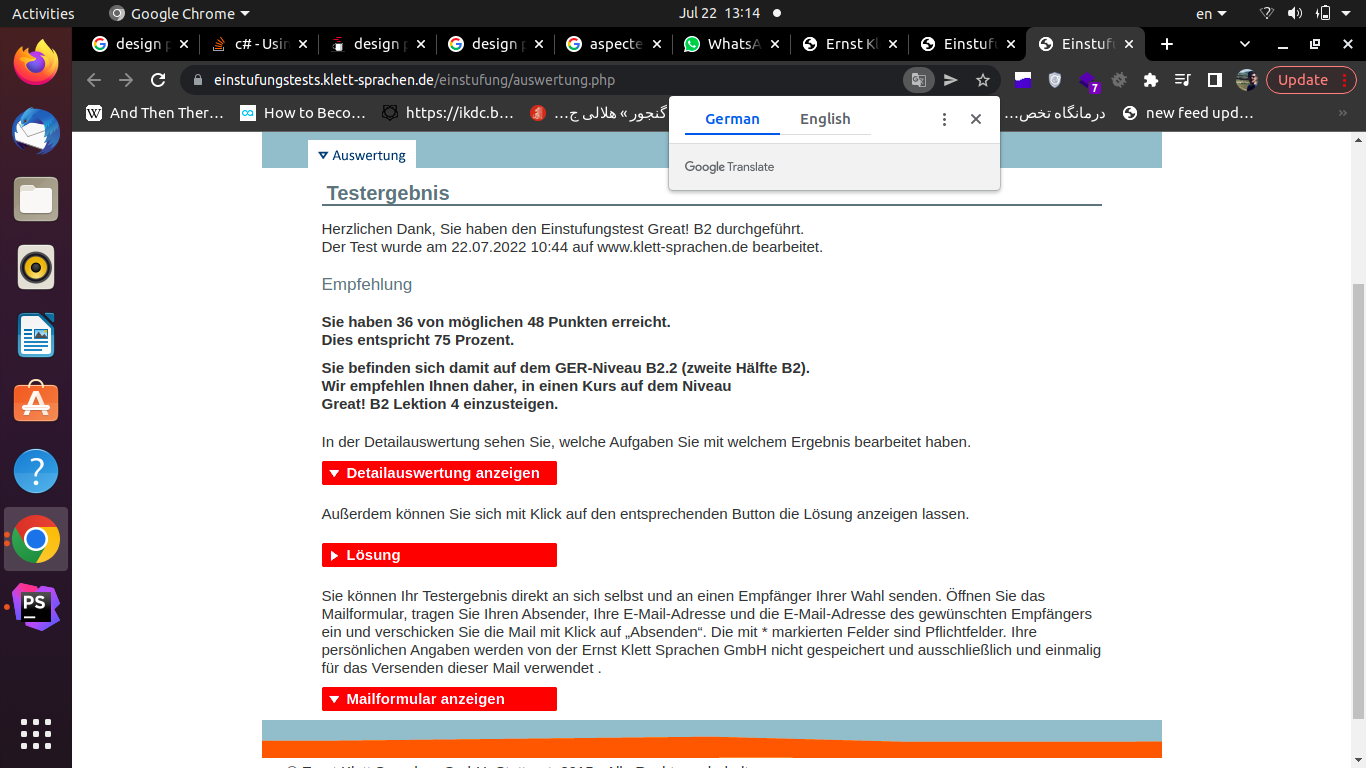 Activities
Google Chrome
Jul 22 13:14
en
design p
c# - Usin
design p
design p
aspecte
WhatsA
Ernst Kl
Einstufu
Einstufu
einstufungstests.klett-sprachen.de/einstufung/auswertung.php
7
Update
And Then Ther…
How to Beco…
https://ikdc.b…
گنجور » هلالی ج…
درمانگاه تخص…
new feed upd…
»
German
English
Google Translate
Auswertung
Testergebnis
Herzlichen Dank, Sie haben den Einstufungstest Great! B2 durchgeführt.
Der Test wurde am 22.07.2022 10:44 auf www.klett-sprachen.de bearbeitet.
Empfehlung
Sie haben 36 von möglichen 48 Punkten erreicht.
Dies entspricht 75 Prozent.
Sie befinden sich damit auf dem GER-Niveau B2.2 (zweite Hälfte B2).
Wir empfehlen Ihnen daher, in einen Kurs auf dem Niveau
Great! B2 Lektion 4 einzusteigen.
In der Detailauswertung sehen Sie, welche Aufgaben Sie mit welchem Ergebnis bearbeitet haben.
Detailauswertung anzeigen
Außerdem können Sie sich mit Klick auf den entsprechenden Button die Lösung anzeigen lassen.
Lösung
Sie können Ihr Testergebnis direkt an sich selbst und an einen Empfänger Ihrer Wahl senden. Öffnen Sie das
Mailformular, tragen Sie Ihren Absender, Ihre E-Mail-Adresse und die E-Mail-Adresse des gewünschten Empfängers
ein und verschicken Sie die Mail mit Klick auf „Absenden“. Die mit * markierten Felder sind Pflichtfelder. Ihre
persönlichen Angaben werden von der Ernst Klett Sprachen GmbH nicht gespeichert und ausschließlich und einmalig
für das Versenden dieser Mail verwendet .
Mailformular anzeigen
PS